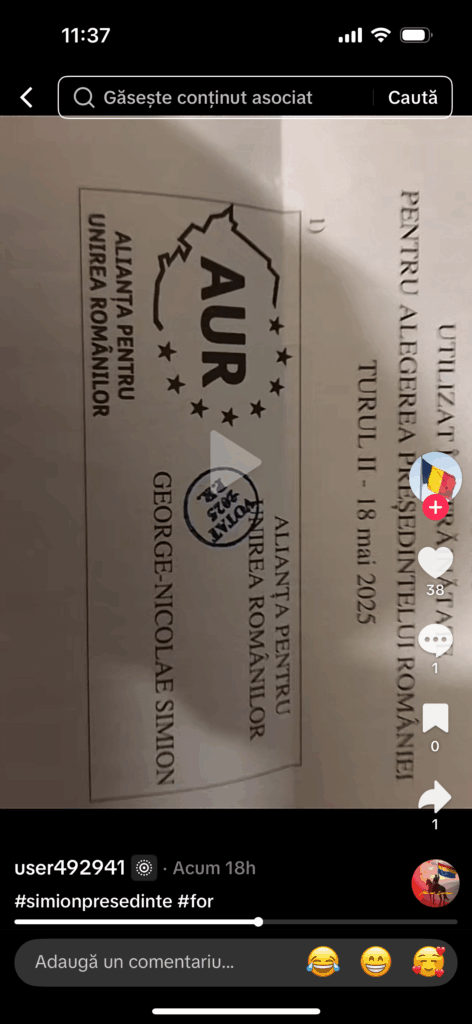 11:37
Găsește conținut asociat
Caută
UTILIZAT
PENTRU ALEGEREA PREȘEDINTELUI ROMÂNIEI
TURUL II - 18 mai 2025
1)
ALIANȚA PENTRU
UNIREA ROMÂNILOR
GEORGE-NICOLAE SIMION
VOTAT
2025
P.R.
AUR
ALIANȚA PENTRU
UNIREA ROMÂNILOR
38
1
0
1
user492941 · Acum 18h
#simionpresedinte #for
Adaugă un comentariu...